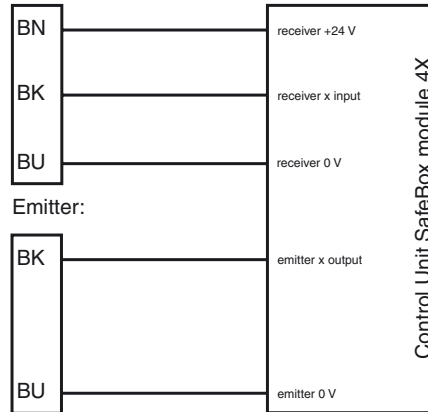 BN
receiver +24 V
BK
receiver x input
BU
receiver 0 V
Emitter:
BK
emitter x output
BU
emitter 0 V
Control Unit SafeBox module 4X